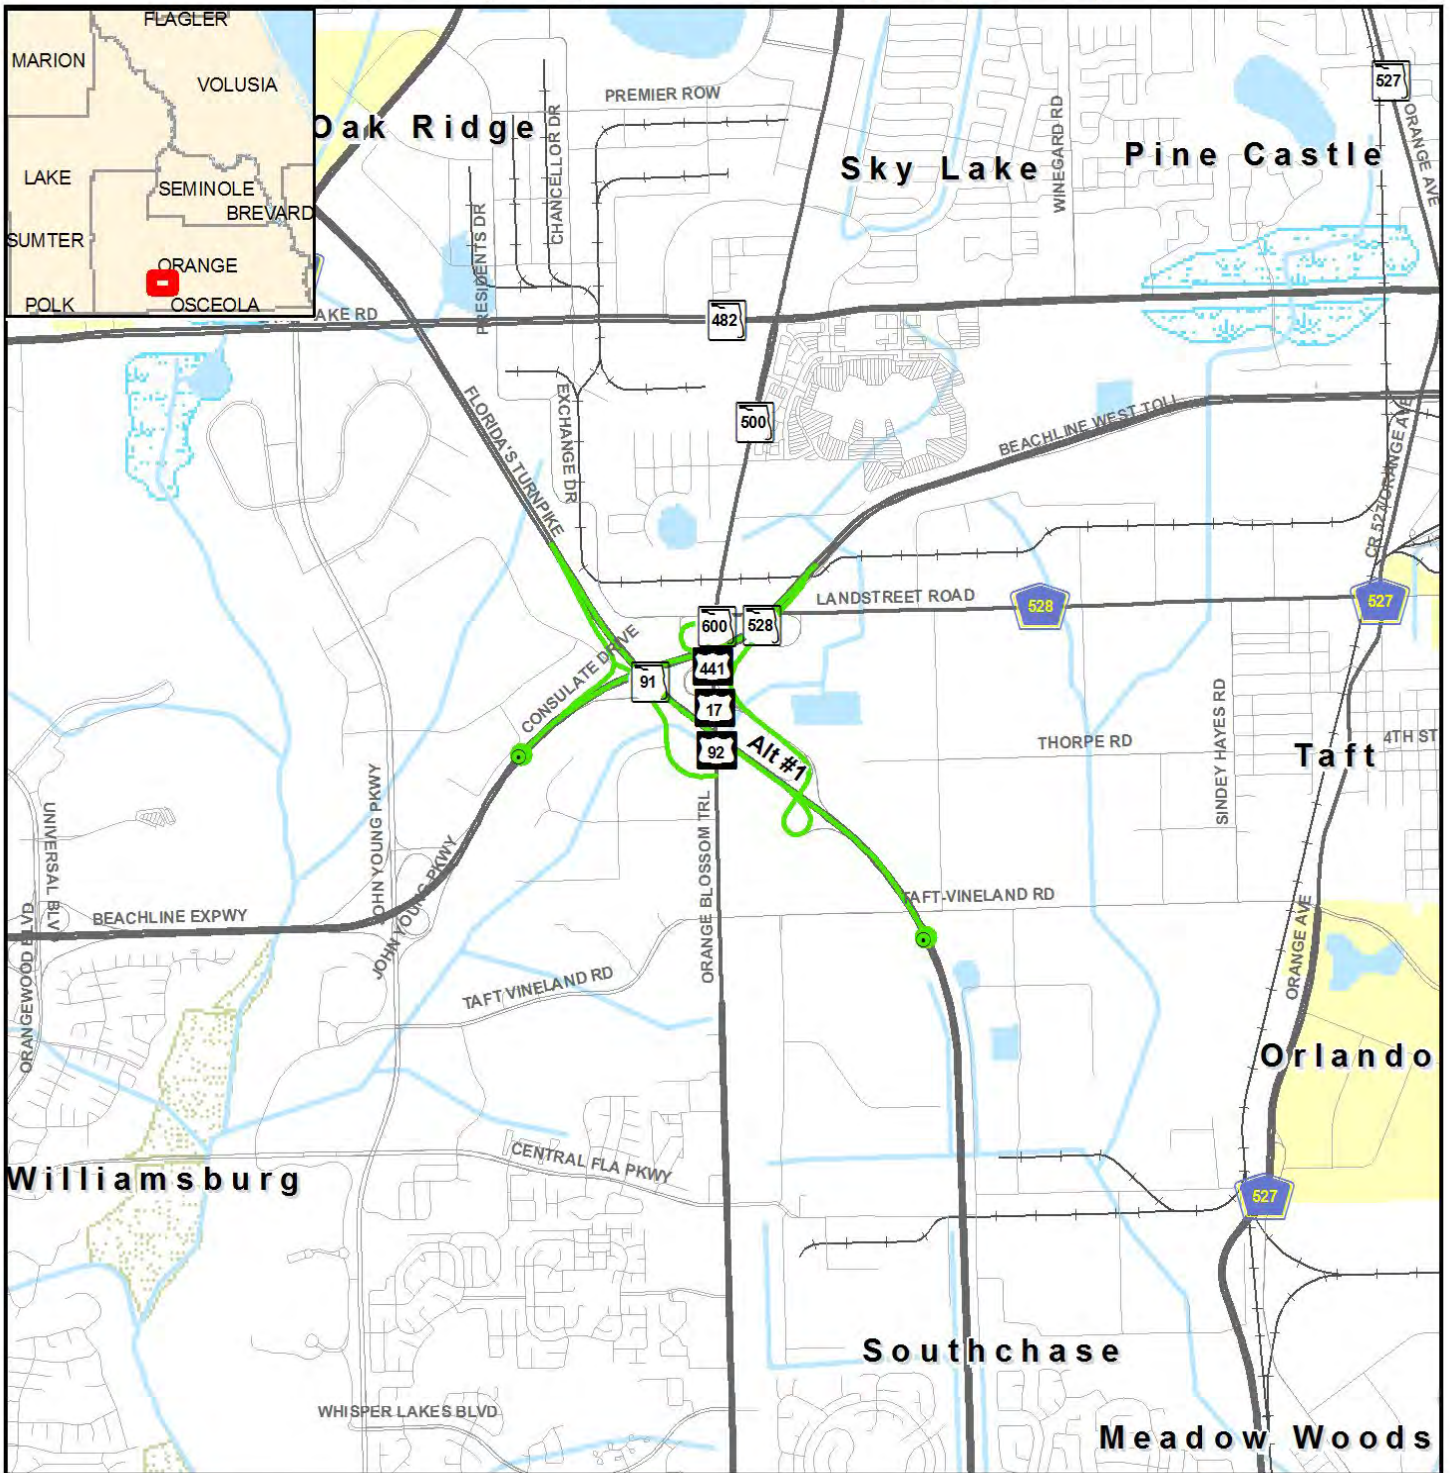 FLAGLER
MARION
VOLUSIA
LAKE
SEMINOLE
BREVARD
SUMTER
ORANGE
POLK
OSCEOLA
Oak Ridge
PREMIER ROW
CHANCELLOR DR
PRESIDENTS DR
Sky Lake
WINEGARD RD
Pine Castle
527
ORANGE AVE
AKE RD
482
500
FLORIDA'S TURNPIKE
EXCHANGE DR
BEACHLINE WEST TOLL
CR 527/ORANGE AVE
LANDSTREET ROAD
528
527
600
528
441
91
17
92
CONSULATE DRIVE
Alt #1
THORPE RD
SINDEY HAYES RD
Taft
4TH ST
JOHN YOUNG PKWY
UNIVERSAL BLV
ORANGEWOOD BLVD
BEACHLINE EXPWY
JOHN YOUNG PKWY
ORANGE BLOSSOM TRL
TAFT-VINELAND RD
TAFT VINELAND RD
ORANGE AVE
Orlando
Williamsburg
CENTRAL FLA PKWY
527
Southchase
WHISPER LAKES BLVD
Meadow Woods